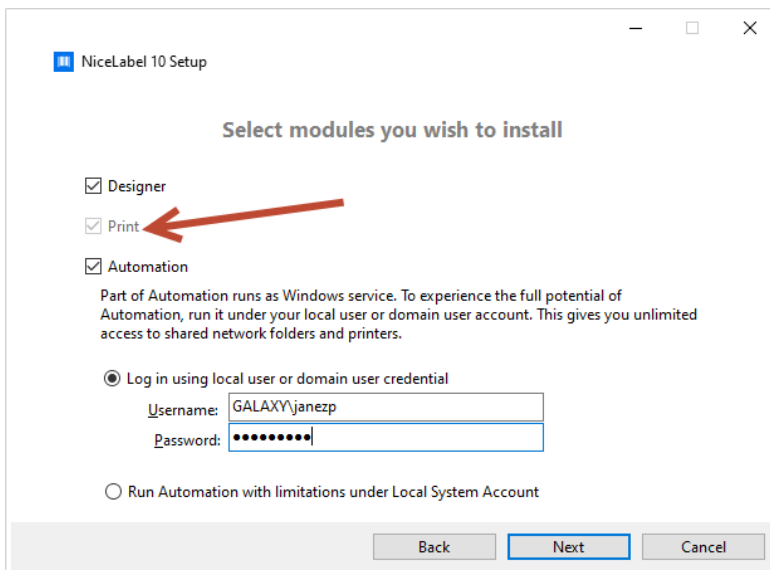 NiceLabel 10 Setup
Select modules you wish to install
Designer
Print
Automation
Part of Automation runs as Windows service. To experience the full potential of
Automation, run it under your local user or domain user account. This gives you unlimited
access to shared network folders and printers.
Log in using local user or domain user credential
Username: GALAXY\janezp
Password: ●●●●●●●●●
Run Automation with limitations under Local System Account
Back Next Cancel